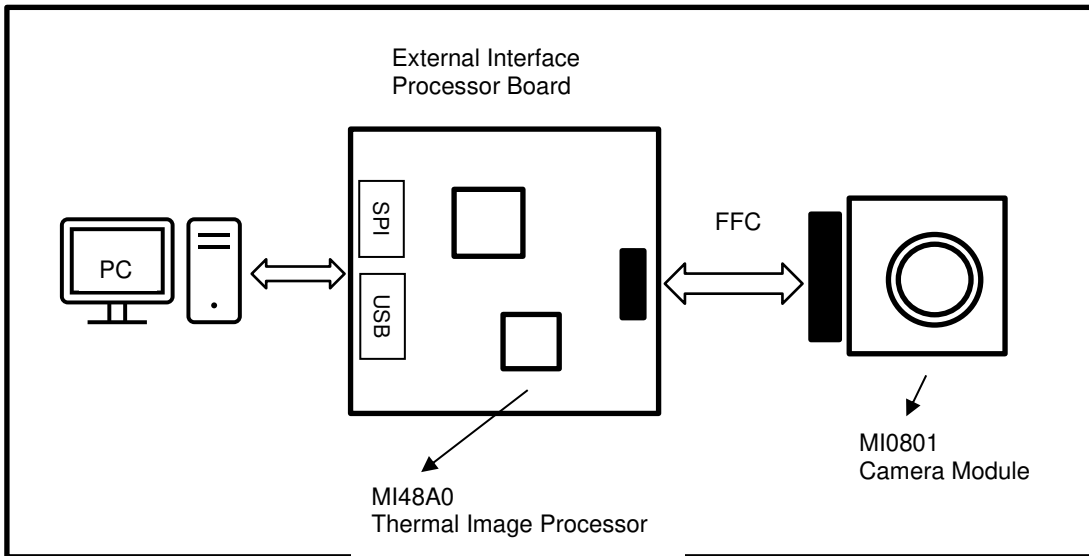 External Interface
Processor Board
SPI
FFC
PC
USB
MI0801
Camera Module
MI48A0
Thermal Image Processor